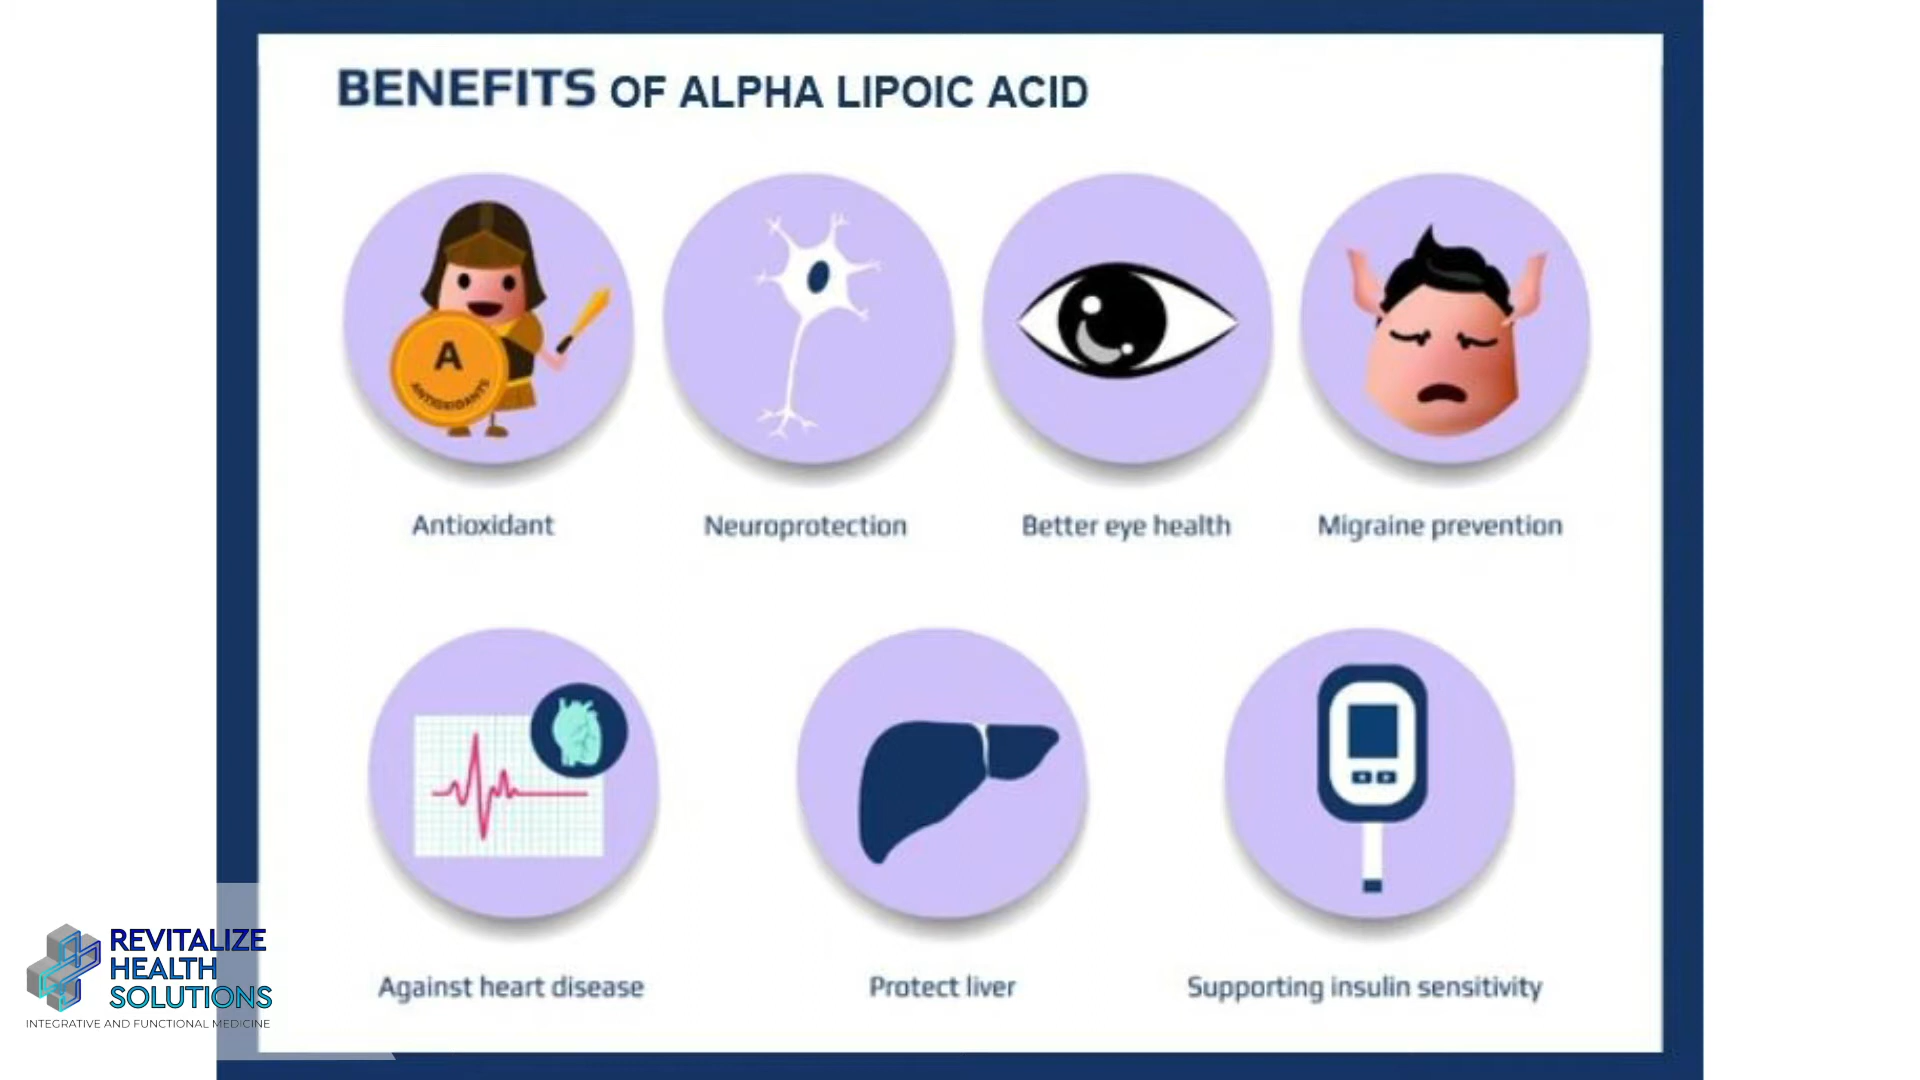 BENEFITS OF ALPHA LIPOIC ACID
A
ANTIOXIDANTS
Antioxidant
Neuroprotection
Better eye health
Migraine prevention
Against heart disease
Protect liver
Supporting insulin sensitivity
REVITALIZE
HEALTH
SOLUTIONS
INTEGRATIVE AND FUNCTIONAL MEDICINE